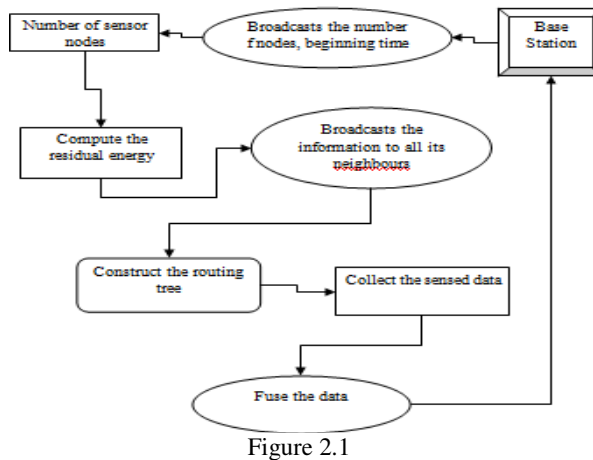 Number of sensor
nodes
Broadcasts the number
fnodes, beginning time
Base
Station
Compute the
residual energy
Broadcasts the
information to all its
neighbours
Construct the routing
tree
Collect the sensed data
Fuse the data
Figure 2.1